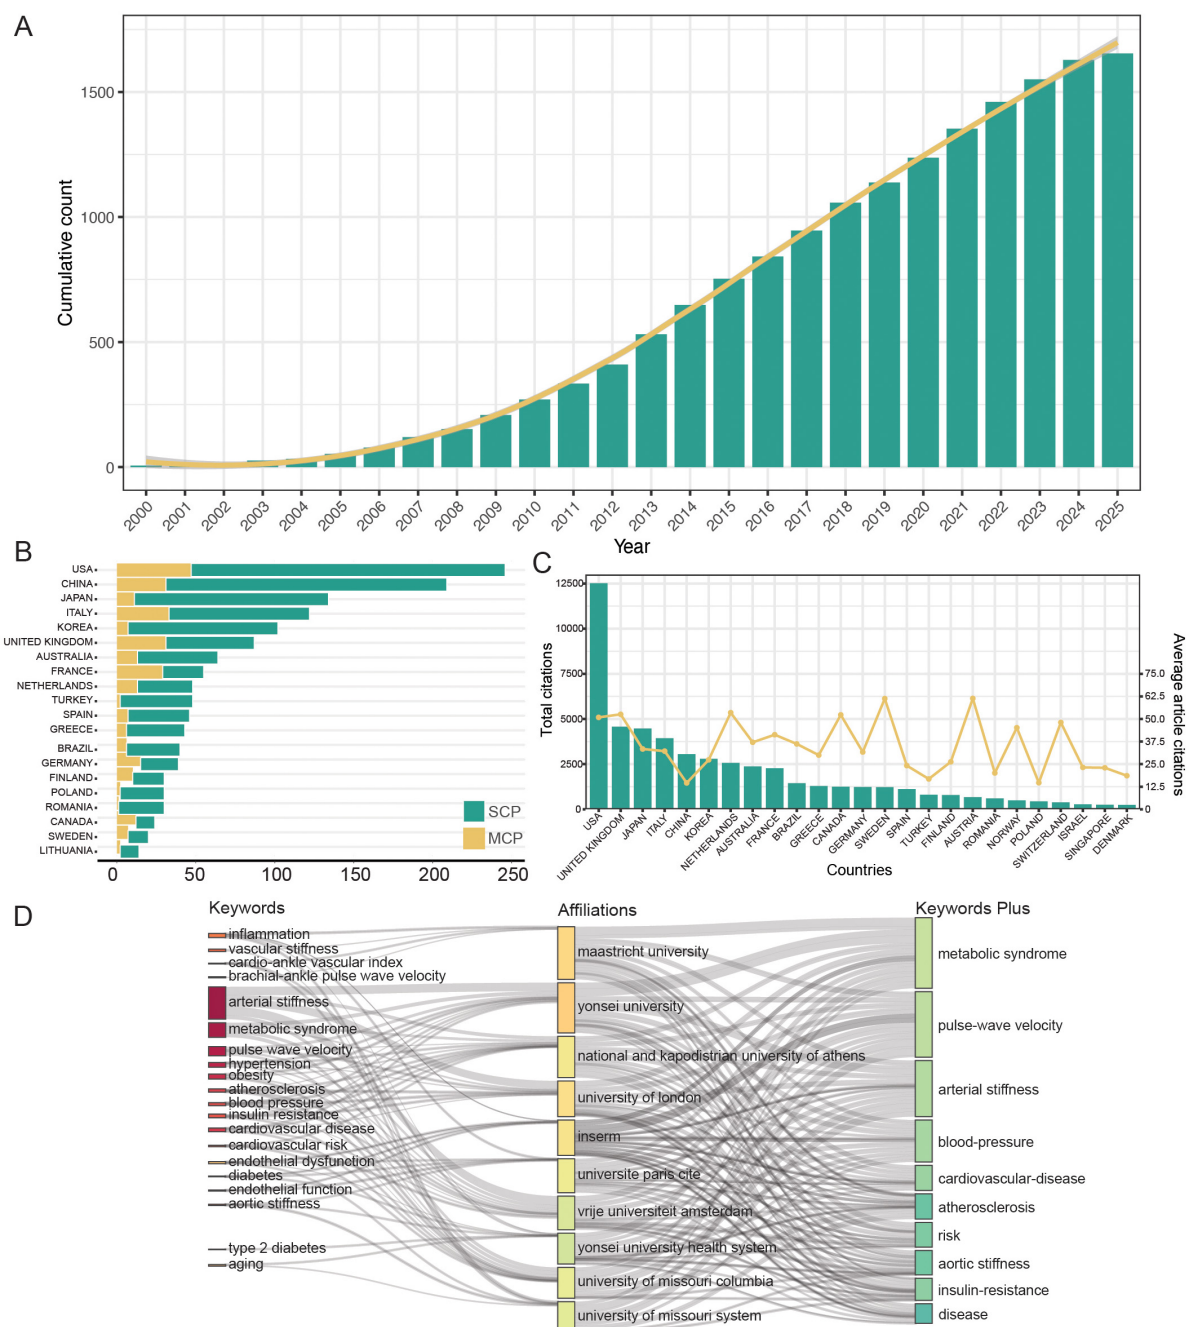 A
Cumulative count
1500
1000
500
0
2000 2001 2002 2003 2004 2005 2006 2007 2008 2009 2010 2011 2012 2013 2014 2015 2016 2017 2018 2019 2020 2021 2022 2023 2024 2025
Year
B
USA
CHINA
JAPAN
ITALY
KOREA
UNITED KINGDOM
AUSTRALIA
FRANCE
NETHERLANDS
TURKEY
SPAIN
GREECE
BRAZIL
GERMANY
FINLAND
POLAND
ROMANIA
CANADA
SWEDEN
LITHUANIA
SCP
MCP
0 50 100 150 200 250
C
Total citations
12500
10000
7500
5000
2500
0
Average article citations
75.0
62.5
50.0
37.5
25.0
12.5
0
USA UNITED KINGDOM JAPAN ITALY CHINA KOREA NETHERLANDS AUSTRALIA FRANCE BRAZIL GREECE CANADA GERMANY SWEDEN SPAIN TURKEY FINLAND AUSTRIA ROMANIA NORWAY POLAND SWITZERLAND ISRAEL SINGAPORE DENMARK
Countries
D
Keywords
inflammation
vascular stiffness
cardio-ankle vascular index
brachial-ankle pulse wave velocity
arterial stiffness
metabolic syndrome
pulse wave velocity
hypertension
obesity
atherosclerosis
blood pressure
insulin resistance
cardiovascular disease
cardiovascular risk
endothelial dysfunction
diabetes
endothelial function
aortic stiffness
type 2 diabetes
aging
Affiliations
maastricht university
yonsei university
national and kapodistrian university of athens
university of london
inserm
universite paris cite
vrije universiteit amsterdam
yonsei university health system
university of missouri columbia
university of missouri system
Keywords Plus
metabolic syndrome
pulse-wave velocity
arterial stiffness
blood-pressure
cardiovascular-disease
atherosclerosis
risk
aortic stiffness
insulin-resistance
disease